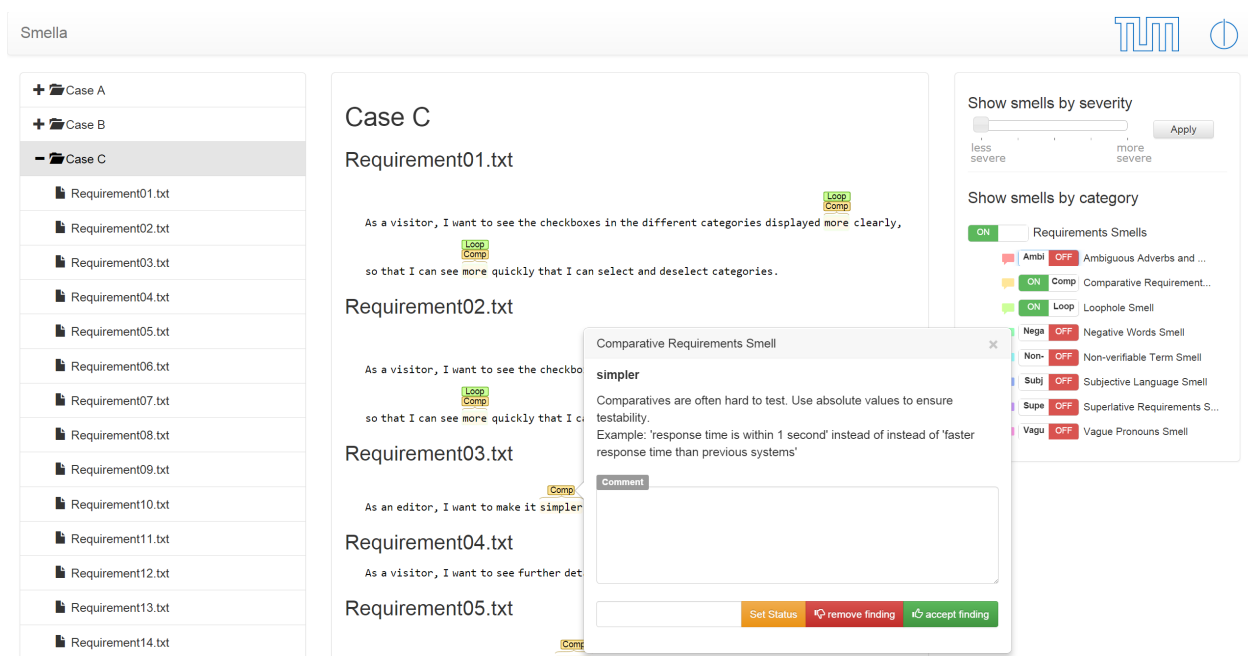 Smella
TUM
Case A
Case B
Case C
Requirement01.txt
Requirement02.txt
Requirement03.txt
Requirement04.txt
Requirement05.txt
Requirement06.txt
Requirement07.txt
Requirement08.txt
Requirement09.txt
Requirement10.txt
Requirement11.txt
Requirement12.txt
Requirement13.txt
Requirement14.txt
Case C
Requirement01.txt
Loop
Comp
As a visitor, I want to see the checkboxes in the different categories displayed more clearly,
Loop
Comp
so that I can see more quickly that I can select and deselect categories.
Requirement02.txt
As a visitor, I want to see the checkbo
Loop
Comp
so that I can see more quickly that I ca
Requirement03.txt
Comp
As an editor, I want to make it simpler
Requirement04.txt
As a visitor, I want to see further det
Requirement05.txt
Comp
Comparative Requirements Smell ×
simpler
Comparatives are often hard to test. Use absolute values to ensure
testability.
Example: 'response time is within 1 second' instead of instead of 'faster
response time than previous systems'
Comment
Set Status remove finding accept finding
Show smells by severity
Apply
less severe
more severe
Show smells by category
ON Requirements Smells
Ambi OFF Ambiguous Adverbs and ...
ON Comp Comparative Requirement...
ON Loop Loophole Smell
Nega OFF Negative Words Smell
Non- OFF Non-verifiable Term Smell
Subj OFF Subjective Language Smell
Supe OFF Superlative Requirements S...
Vagu OFF Vague Pronouns Smell